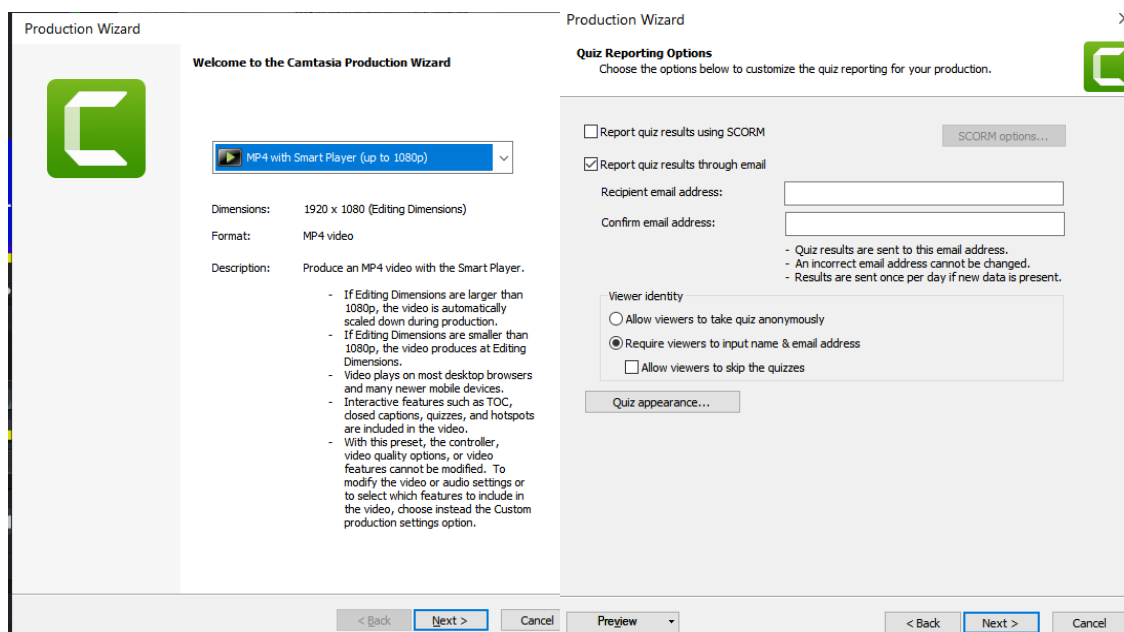 Production Wizard
Welcome to the Camtasia Production Wizard
MP4 with Smart Player (up to 1080p)
Dimensions: 1920 x 1080 (Editing Dimensions)
Format: MP4 video
Description: Produce an MP4 video with the Smart Player.
- If Editing Dimensions are larger than
1080p, the video is automatically
scaled down during production.
- If Editing Dimensions are smaller than
1080p, the video produces at Editing
Dimensions.
- Video plays on most desktop browsers
and many newer mobile devices.
- Interactive features such as TOC,
closed captions, quizzes, and hotspots
are included in the video.
- With this preset, the controller,
video quality options, or video
features cannot be modified. To
modify the video or audio settings or
to select which features to include in
the video, choose instead the Custom
production settings option.
< Back Next > Cancel
Production Wizard
Quiz Reporting Options
Choose the options below to customize the quiz reporting for your production.
Report quiz results using SCORM SCORM options...
Report quiz results through email
Recipient email address:
Confirm email address:
- Quiz results are sent to this email address.
- An incorrect email address cannot be changed.
- Results are sent once per day if new data is present.
Viewer identity
Allow viewers to take quiz anonymously
Require viewers to input name & email address
Allow viewers to skip the quizzes
Quiz appearance...
Preview < Back Next > Cancel